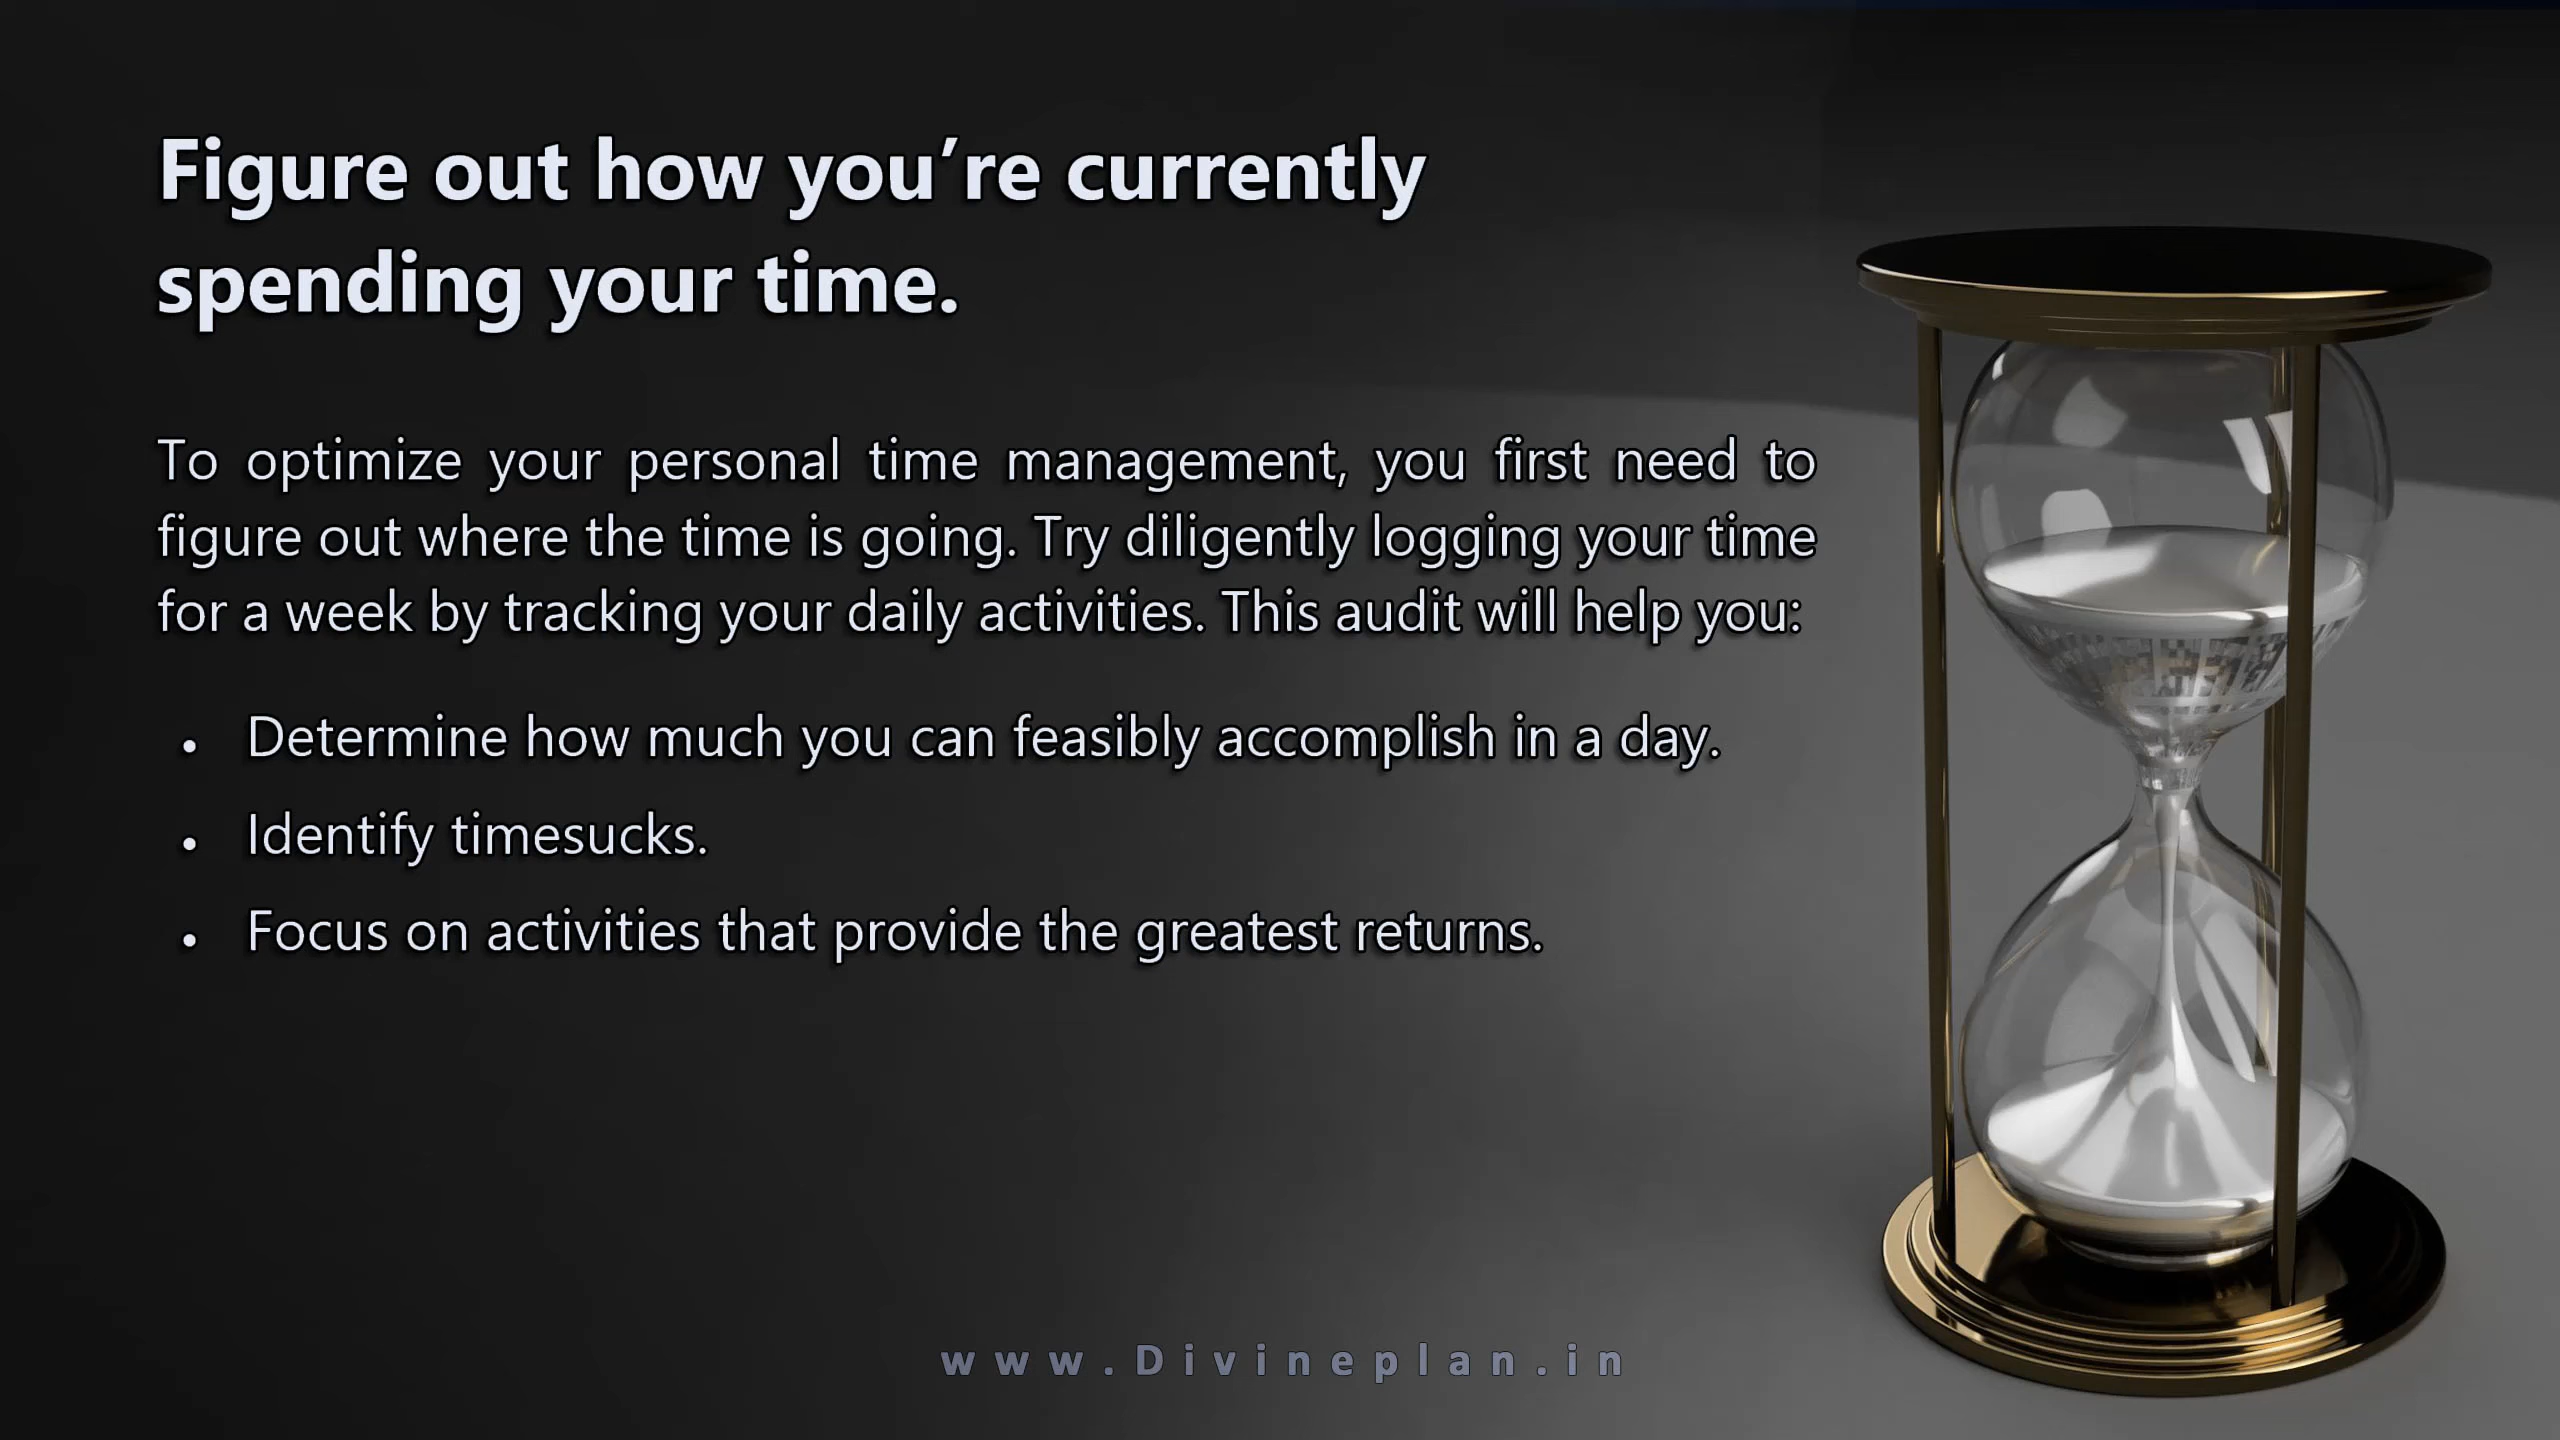 Figure out how you’re currently
spending your time.
To optimize your personal time management, you first need to
figure out where the time is going. Try diligently logging your time
for a week by tracking your daily activities. This audit will help you:
• Determine how much you can feasibly accomplish in a day.
• Identify timesucks.
• Focus on activities that provide the greatest returns.
www.Divineplan.in